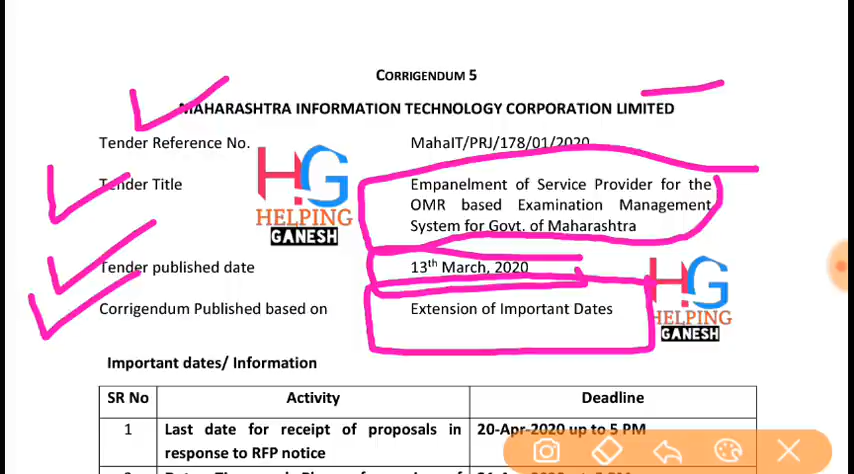 CORRIGENDUM 5
MAHARASHTRA INFORMATION TECHNOLOGY CORPORATION LIMITED
Tender Reference No. MahaIT/PRJ/178/01/2020
Tender Title Empanelment of Service Provider for the
OMR based Examination Management
System for Govt. of Maharashtra
HG
HELPING
GANESH
Tender published date 13th March, 2020
Corrigendum Published based on Extension of Important Dates
HG
HELPING
GANESH
Important dates/ Information
SR No Activity Deadline
1 Last date for receipt of proposals in 20-Apr-2020 up to 5 PM
response to RFP notice